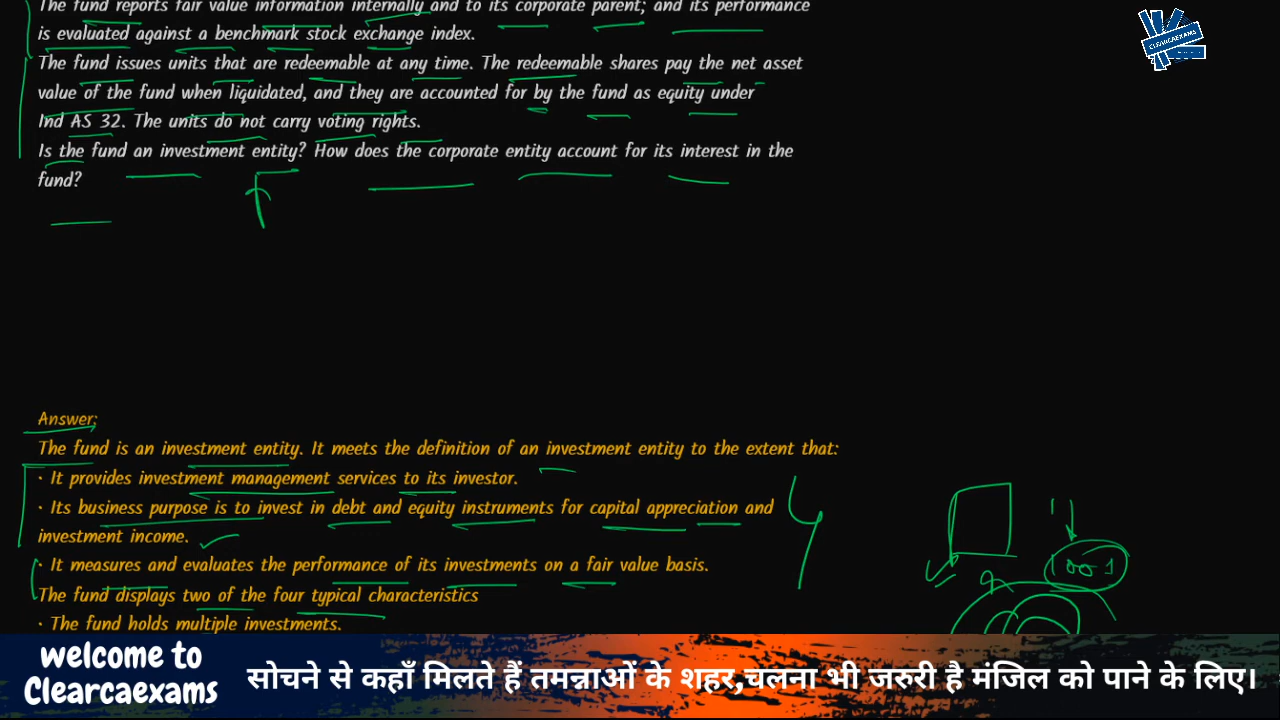 The fund reports fair value information internally and to its corporate parent; and its performance
is evaluated against a benchmark stock exchange index.
The fund issues units that are redeemable at any time. The redeemable shares pay the net asset
value of the fund when liquidated, and they are accounted for by the fund as equity under
Ind AS 32. The units do not carry voting rights.
Is the fund an investment entity? How does the corporate entity account for its interest in the
fund?
CLEARCAEXAMS
Answer:
The fund is an investment entity. It meets the definition of an investment entity to the extent that:
· It provides investment management services to its investor.
· Its business purpose is to invest in debt and equity instruments for capital appreciation and
investment income.
· It measures and evaluates the performance of its investments on a fair value basis.
The fund displays two of the four typical characteristics
· The fund holds multiple investments.
welcome to
Clearcaexams
सोचने से कहाँ मिलते हैं तमन्नाओं के शहर,चलना भी जरुरी है मंजिल को पाने के लिए।